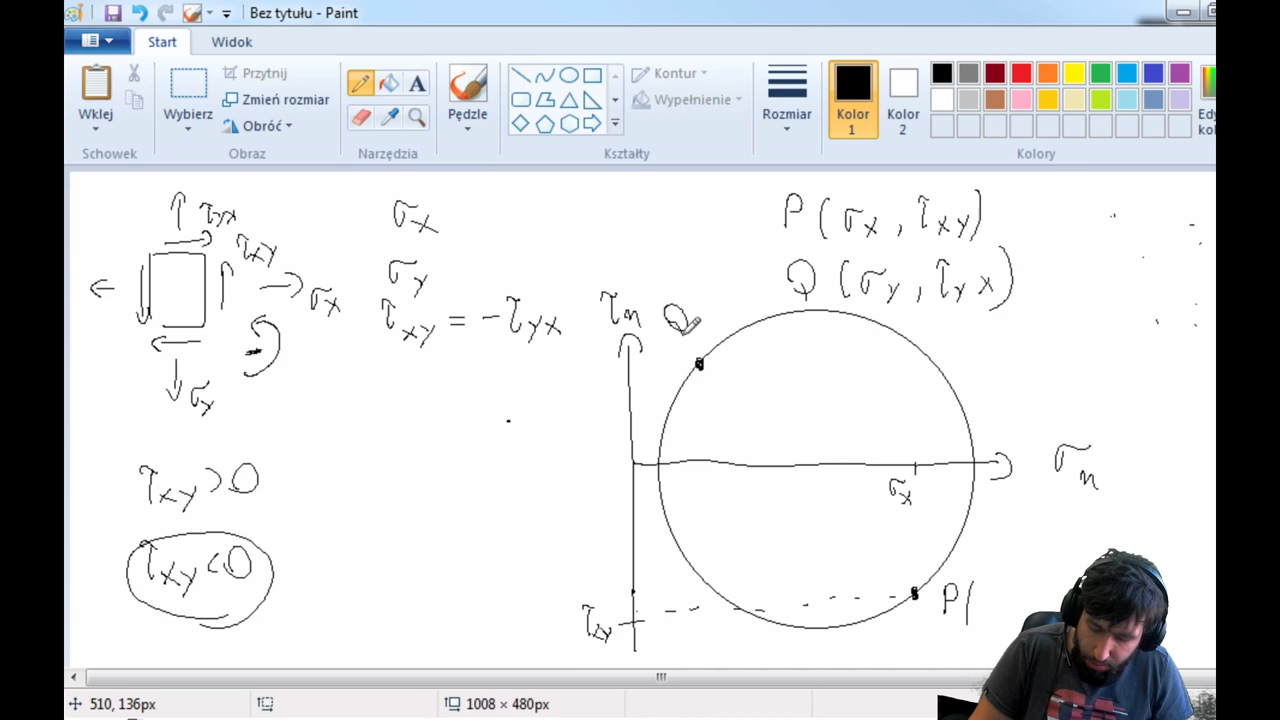 Bez tytułu - Paint
Start Widok
Wklej
Schowek
Wybierz
Przytnij
Zmień rozmiar
Obróć
Obraz
A
Narzędzia
Pędzle
Kontur
Wypełnienie
Kształty
Rozmiar
Kolor 1
Kolor 2
Kolory
τyx
τxy
σx
σy
τxy > 0
τxy < 0
σx
σy
τxy = -τyx
P(σx, τxy)
Q(σy, τyx)
τn
Q
σn
σx
τxy
P(
510, 136px
1008 × 480px